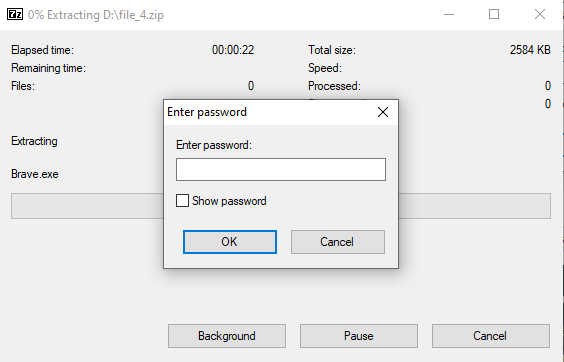 7z 0% Extracting D:\file_4.zip
Elapsed time: 00:00:22 Total size: 2584 KB
Remaining time: Speed:
Files: 0 Processed: 0
0
Enter password
Enter password:
Extracting
Brave.exe
Show password
OK Cancel
Background Pause Cancel